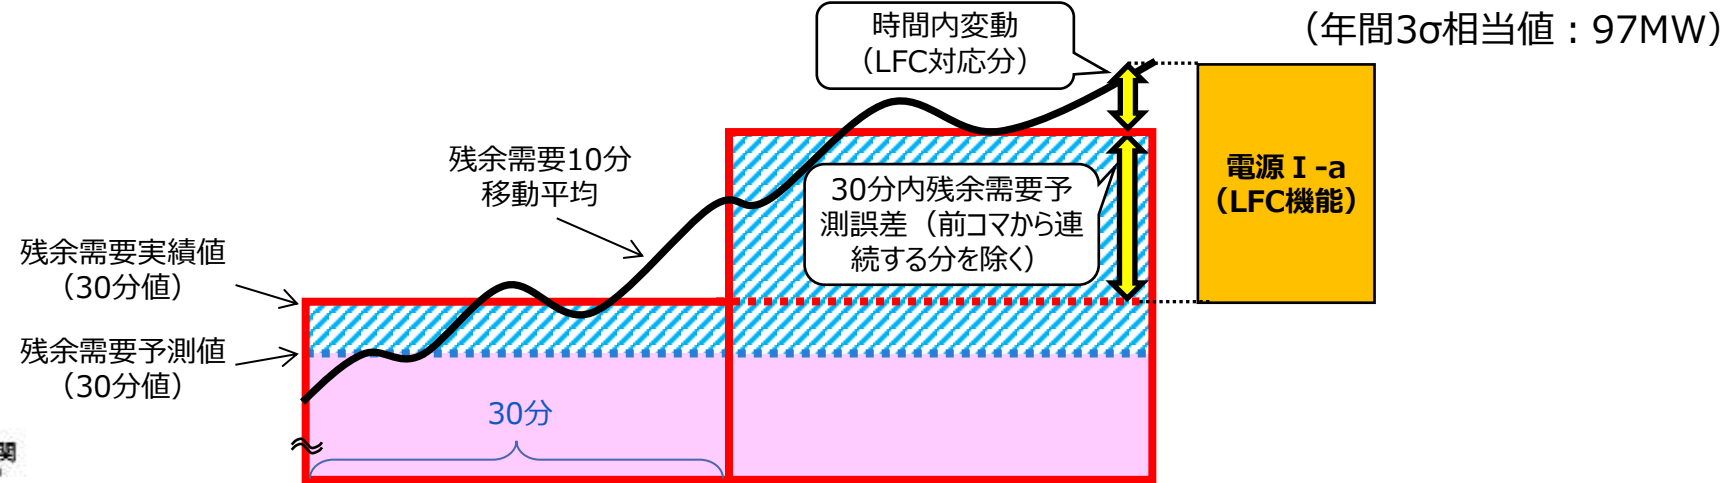 時間内変動
（LFC対応分）
（年間3σ相当値：97MW）
残余需要10分
移動平均
30分内残余需要予
測誤差（前コマから連
続する分を除く）
電源Ⅰ-a
（LFC機能）
残余需要実績値
（30分値）
残余需要予測値
（30分値）
30分
関